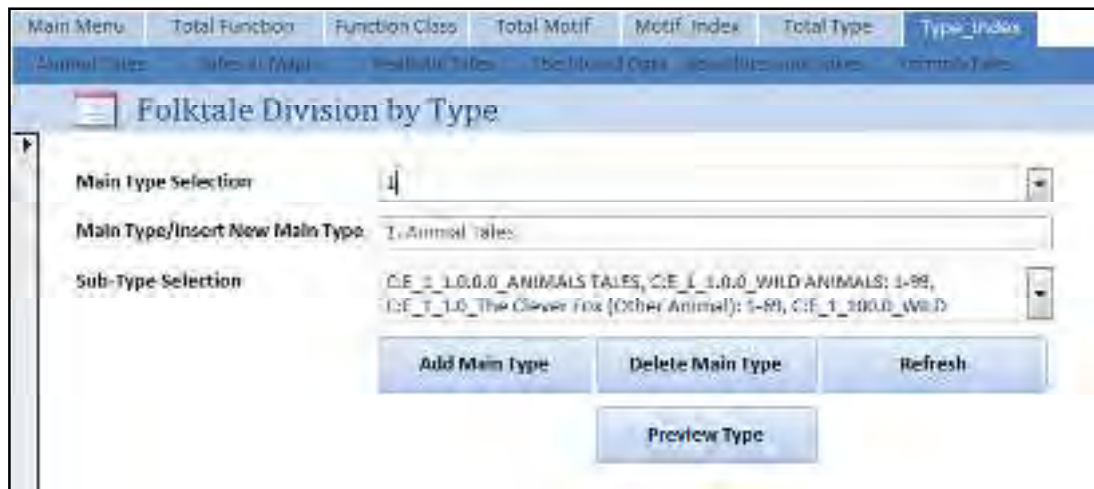 Main Menu Total Function Function Class Total Motif Motif_Index Total Type Type_Index
Animal Tales Realistic Tales
Folktale Division by Type
Main Type Selection 1
Main Type/Insert New Main Type 1. Animal Tales
Sub-Type Selection C:E_1_1.0.0.0_ANIMALS TALES, C:E_1_1.0.0_WILD ANIMALS: 1-99,
C:E_1_1.0_The Clever Fox (Other Animal): 1-69, C:E_1_100.0_WILD
Add Main Type Delete Main Type Refresh
Preview Type